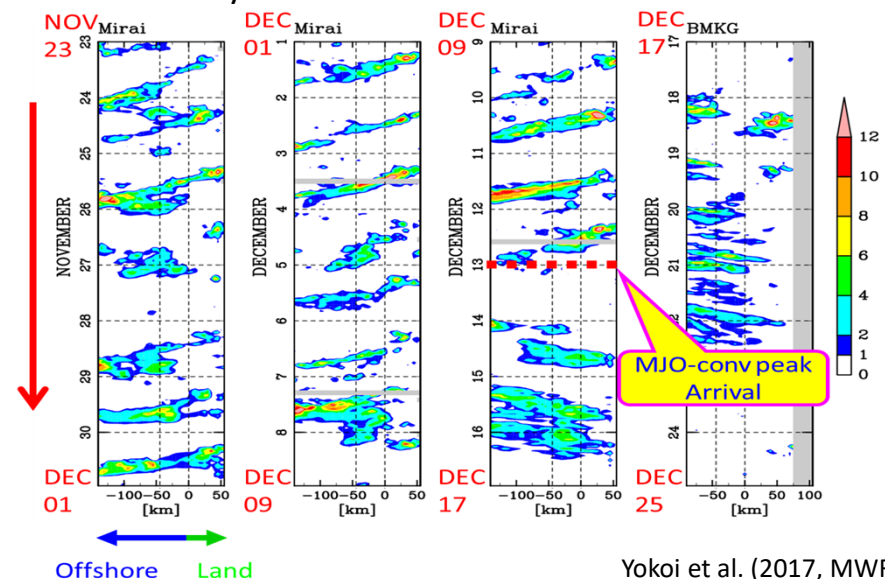 NOV
23
Mirai
DEC
01
Mirai
DEC
09
Mirai
DEC
17
BMKG
NOVEMBER
23
24
25
26
27
28
29
30
DECEMBER
1
2
3
4
5
6
7
8
DECEMBER
9
10
11
12
13
14
15
16
DECEMBER
17
18
19
20
21
24
12
10
8
6
4
2
1
0
MJO-conv peak
Arrival
DEC
01
DEC
09
DEC
17
DEC
25
-100 -50 0 50
[km]
-100 -50 0 50
[km]
-100 -50 0 50
[km]
-50 0 50 100
[km]
Offshore Land
Yokoi et al. (2017, MWR